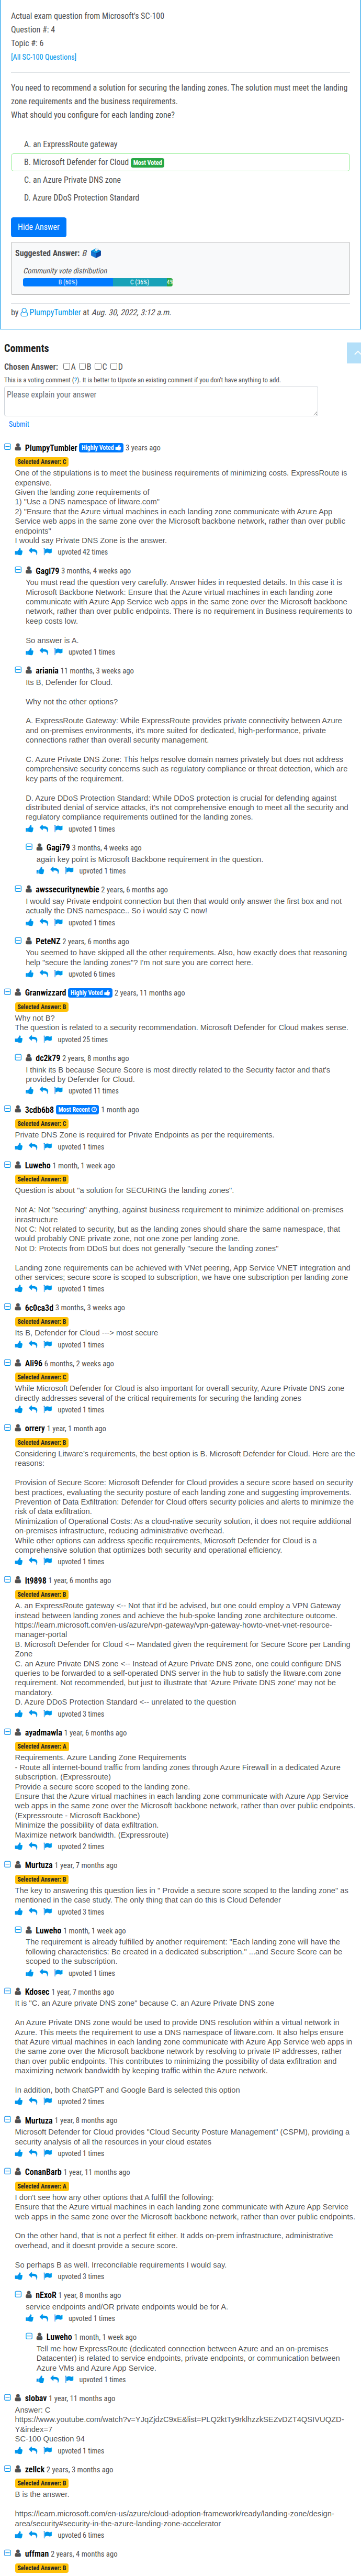 Actual exam question from Microsoft's SC-100
Question #: 4
Topic #: 6
[All SC-100 Questions]
You need to recommend a solution for securing the landing zones. The solution must meet the landing
zone requirements and the business requirements.
What should you configure for each landing zone?
A. an ExpressRoute gateway
B. Microsoft Defender for Cloud Most Voted
C. an Azure Private DNS zone
D. Azure DDoS Protection Standard
Hide Answer
Suggested Answer: B
Community vote distribution
B (60%) C (36%) 4%
by PlumpyTumbler at Aug. 30, 2022, 3:12 a.m.
Comments
Chosen Answer: A B C D
This is a voting comment (?). It is better to Upvote an existing comment if you don't have anything to add.
Please explain your answer
Submit
PlumpyTumbler Highly Voted 3 years ago
Selected Answer: C
One of the stipulations is to meet the business requirements of minimizing costs. ExpressRoute is
expensive.
Given the landing zone requirements of
1) "Use a DNS namespace of litware.com"
2) "Ensure that the Azure virtual machines in each landing zone communicate with Azure App
Service web apps in the same zone over the Microsoft backbone network, rather than over public
endpoints"
I would say Private DNS Zone is the answer.
upvoted 42 times
Gagi79 3 months, 4 weeks ago
You must read the question very carefully. Answer hides in requested details. In this case it is
Microsoft Backbone Network: Ensure that the Azure virtual machines in each landing zone
communicate with Azure App Service web apps in the same zone over the Microsoft backbone
network, rather than over public endpoints. There is no requirement in Business requirements to
keep costs low.
So answer is A.
upvoted 1 times
ariania 11 months, 3 weeks ago
Its B, Defender for Cloud.
Why not the other options?
A. ExpressRoute Gateway: While ExpressRoute provides private connectivity between Azure
and on-premises environments, it's more suited for dedicated, high-performance, private
connections rather than overall security management.
C. Azure Private DNS Zone: This helps resolve domain names privately but does not address
comprehensive security concerns such as regulatory compliance or threat detection, which are
key parts of the requirement.
D. Azure DDoS Protection Standard: While DDoS protection is crucial for defending against
distributed denial of service attacks, it's not comprehensive enough to meet all the security and
regulatory compliance requirements outlined for the landing zones.
upvoted 1 times
Gagi79 3 months, 4 weeks ago
again key point is Microsoft Backbone requirement in the question.
upvoted 1 times
awssecuritynewbie 2 years, 6 months ago
I would say Private endpoint connection but then that would only answer the first box and not
actually the DNS namespace.. So i would say C now!
upvoted 1 times
PeteNZ 2 years, 6 months ago
You seemed to have skipped all the other requirements. Also, how exactly does that reasoning
help "secure the landing zones"? I'm not sure you are correct here.
upvoted 6 times
Granwizzard Highly Voted 2 years, 11 months ago
Selected Answer: B
Why not B?
The question is related to a security recommendation. Microsoft Defender for Cloud makes sense.
upvoted 25 times
dc2k79 2 years, 8 months ago
I think its B because Secure Score is most directly related to the Security factor and that's
provided by Defender for Cloud.
upvoted 11 times
3cdb6b8 Most Recent 1 month ago
Selected Answer: C
Private DNS Zone is required for Private Endpoints as per the requirements.
upvoted 1 times
Luweho 1 month, 1 week ago
Selected Answer: B
Question is about "a solution for SECURING the landing zones".
Not A: Not "securing" anything, against business requirement to minimize additional on-premises
inrastructure
Not C: Not related to security, but as the landing zones should share the same namespace, that
would probably ONE private zone, not one zone per landing zone.
Not D: Protects from DDoS but does not generally "secure the landing zones"
Landing zone requirements can be achieved with VNet peering, App Service VNET integration and
other services; secure score is scoped to subscription, we have one subscription per landing zone
upvoted 1 times
6c0ca3d 3 months, 3 weeks ago
Selected Answer: B
Its B, Defender for Cloud ---> most secure
upvoted 1 times
Ali96 6 months, 2 weeks ago
Selected Answer: C
While Microsoft Defender for Cloud is also important for overall security, Azure Private DNS zone
directly addresses several of the critical requirements for securing the landing zones
upvoted 1 times
orrery 1 year, 1 month ago
Selected Answer: B
Considering Litware's requirements, the best option is B. Microsoft Defender for Cloud. Here are the
reasons:
Provision of Secure Score: Microsoft Defender for Cloud provides a secure score based on security
best practices, evaluating the security posture of each landing zone and suggesting improvements.
Prevention of Data Exfiltration: Defender for Cloud offers security policies and alerts to minimize the
risk of data exfiltration.
Minimization of Operational Costs: As a cloud-native security solution, it does not require additional
on-premises infrastructure, reducing administrative overhead.
While other options can address specific requirements, Microsoft Defender for Cloud is a
comprehensive solution that optimizes both security and operational efficiency.
upvoted 1 times
lt9898 1 year, 6 months ago
Selected Answer: B
A. an ExpressRoute gateway <-- Not that it'd be advised, but one could employ a VPN Gateway
instead between landing zones and achieve the hub-spoke landing zone architecture outcome.
https://learn.microsoft.com/en-us/azure/vpn-gateway/vpn-gateway-howto-vnet-vnet-resource-
manager-portal
B. Microsoft Defender for Cloud <-- Mandated given the requirement for Secure Score per Landing
Zone
C. an Azure Private DNS zone <-- Instead of Azure Private DNS zone, one could configure DNS
queries to be forwarded to a self-operated DNS server in the hub to satisfy the litware.com zone
requirement. Not recommended, but just to illustrate that 'Azure Private DNS zone' may not be
mandatory.
D. Azure DDoS Protection Standard <-- unrelated to the question
upvoted 3 times
ayadmawla 1 year, 6 months ago
Selected Answer: A
Requirements. Azure Landing Zone Requirements
- Route all internet-bound traffic from landing zones through Azure Firewall in a dedicated Azure
subscription. (Expressroute)
Provide a secure score scoped to the landing zone.
Ensure that the Azure virtual machines in each landing zone communicate with Azure App Service
web apps in the same zone over the Microsoft backbone network, rather than over public endpoints.
(Expressroute - Microsoft Backbone)
Minimize the possibility of data exfiltration.
Maximize network bandwidth. (Expressroute)
upvoted 2 times
Murtuza 1 year, 7 months ago
Selected Answer: B
The key to answering this question lies in " Provide a secure score scoped to the landing zone" as
mentioned in the case study. The only thing that can do this is Cloud Defender
upvoted 3 times
Luweho 1 month, 1 week ago
The requirement is already fulfilled by another requirement: "Each landing zone will have the
following characteristics: Be created in a dedicated subscription." ...and Secure Score can be
scoped to the subscription.
upvoted 1 times
Kdosec 1 year, 7 months ago
It is "C. an Azure private DNS zone" because C. an Azure Private DNS zone
An Azure Private DNS zone would be used to provide DNS resolution within a virtual network in
Azure. This meets the requirement to use a DNS namespace of litware.com. It also helps ensure
that Azure virtual machines in each landing zone communicate with Azure App Service web apps in
the same zone over the Microsoft backbone network by resolving to private IP addresses, rather
than over public endpoints. This contributes to minimizing the possibility of data exfiltration and
maximizing network bandwidth by keeping traffic within the Azure network.
In addition, both ChatGPT and Google Bard is selected this option
upvoted 2 times
Murtuza 1 year, 8 months ago
Microsoft Defender for Cloud provides "Cloud Security Posture Management" (CSPM), providing a
security analysis of all the resources in your cloud estates
upvoted 1 times
ConanBarb 1 year, 11 months ago
Selected Answer: A
I don't see how any other options that A fulfill the following:
Ensure that the Azure virtual machines in each landing zone communicate with Azure App Service
web apps in the same zone over the Microsoft backbone network, rather than over public endpoints.
On the other hand, that is not a perfect fit either. It adds on-prem infrastructure, administrative
overhead, and it doesnt provide a secure score.
So perhaps B as well. Irreconcilable requirements I would say.
upvoted 3 times
nExoR 1 year, 8 months ago
service endpoints and/OR private endpoints would be for A.
upvoted 1 times
Luweho 1 month, 1 week ago
Tell me how ExpressRoute (dedicated connection between Azure and an on-premises
Datacenter) is related to service endpoints, private endpoints, or communication between
Azure VMs and Azure App Service.
upvoted 1 times
slobav 1 year, 11 months ago
Answer: C
https://www.youtube.com/watch?v=YJqZjdzC9xE&list=PLQ2ktTy9rklhzzkSEZvDZT4QSIVUQZD-
Y&index=7
SC-100 Question 94
upvoted 1 times
zellck 2 years, 3 months ago
Selected Answer: B
B is the answer.
https://learn.microsoft.com/en-us/azure/cloud-adoption-framework/ready/landing-zone/design-
area/security#security-in-the-azure-landing-zone-accelerator
upvoted 6 times
uffman 2 years, 4 months ago
Selected Answer: B